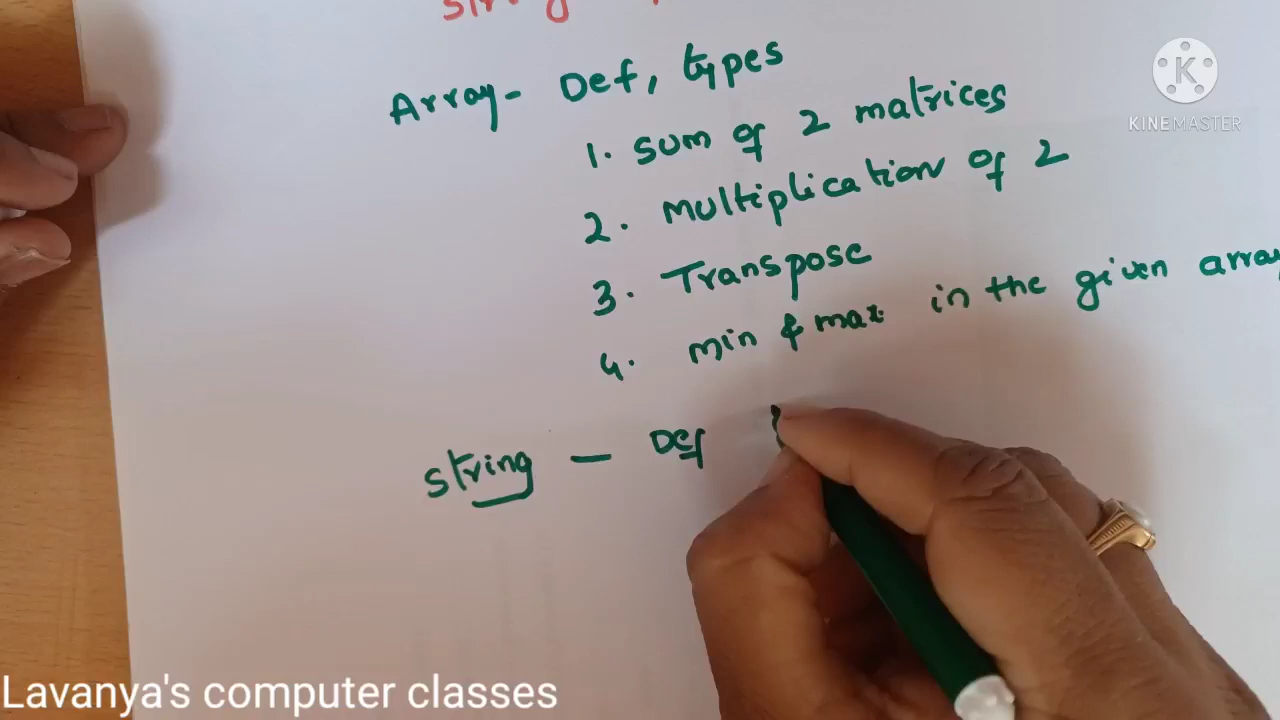 string
Array - Def, types
1. sum of 2 matrices
2. multiplication of 2
3. Transpose
4. min & max in the given array
string - Def
KINEMASTER
Lavanya's computer classes